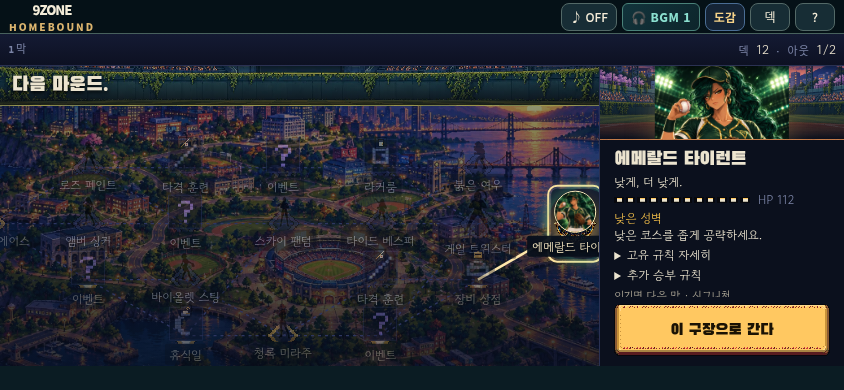 9ZONE
HOMEBOUND
♪ OFF
🎧 BGM 1
도감
덱
?
1막
덱 12 · 아웃 1/2
다음 마운드.
로즈 페인트
타격 훈련
이벤트
라커룸
붉은 여우
에이스
앰버 싱커
이벤트
스카이 팬텀
타이드 베스퍼
게일 트위스터
에메랄드 타이
이벤트
바이올렛 스팅
타격 훈련
장비 상점
휴식일
청록 미라주
이벤트
에메랄드 타이런트
낮게, 더 낮게.
HP 112
낮은 성벽
낮은 코스를 좁게 공략하세요.
▶ 고유 규칙 자세히
▶ 추가 승부 규칙
이 구장으로 간다